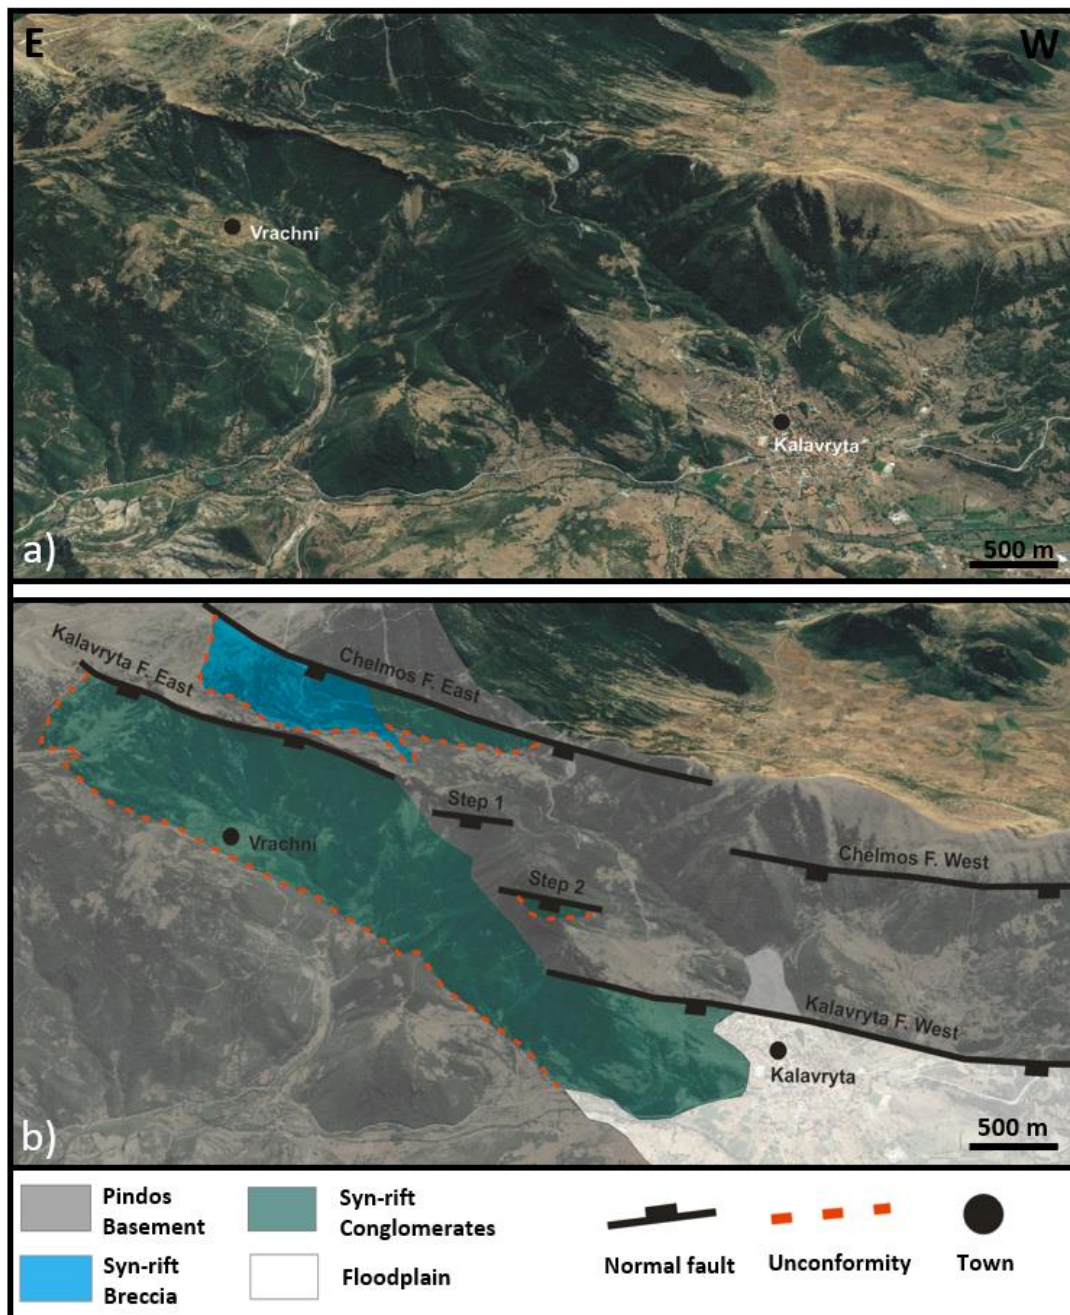 E
W
Vrachni
Kalavryta
500 m
a)
Kalavryta F. East
Chelmos F. East
Step 1
Vrachni
Step 2
Chelmos F. West
Kalavryta F. West
Kalavryta
500 m
b)
Pindos
Basement
Syn-rift
Conglomerates
Normal fault
Unconformity
Town
Syn-rift
Breccia
Floodplain